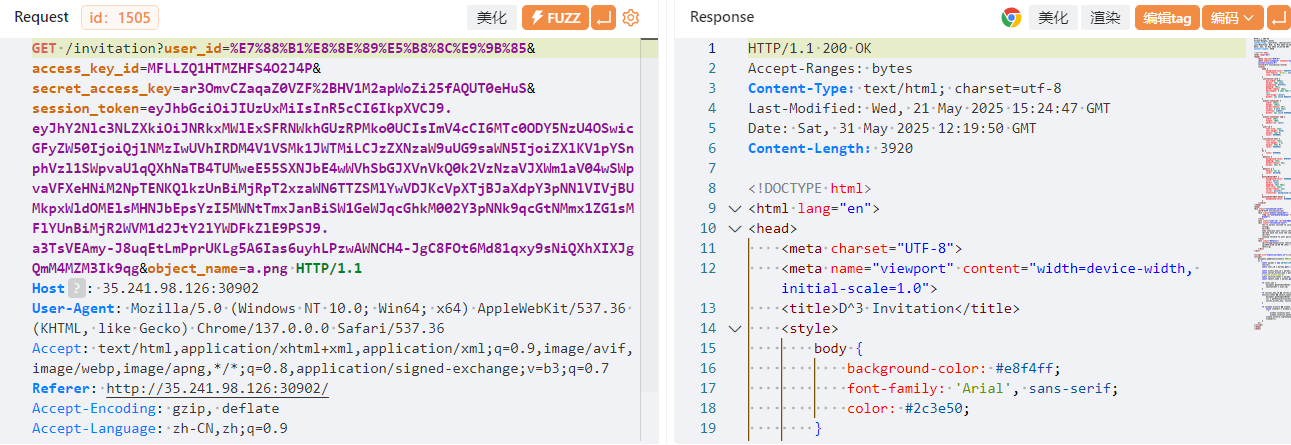 Request id: 1505 美化 FUZZ
GET /invitation?user_id=%E7%88%B1%E8%8E%89%E5%B8%8C%E9%9B%85&
access_key_id=MFLLZQ1HTMZHFS4O2J4P&
secret_access_key=ar3OmvCZaqaZ0VZF%2BHV1M2apWoZi25fAQUT0eHuS&
session_token=eyJhbGciOiJIUzUxMiIsInR5cCI6IkpXVCJ9.
eyJhY2Nlc3NLZXkiOiJNRkxMWlExSFRNWkhGUzRPMko0UCIsImV4cCI6MTc0ODY5NzU4OSwic
GFyZW50IjoiQjlNMzIwUVhIRDM4V1VSMk1JWTMiLCJzZXNzaW9uUG9saWN5IjoiZXlKV1pYSn
phVzl1SWpvaU1qQXhNaTB4TUMweE55SXNJbE4wWVhSbGJXVnVkQ0k2VzNzaVJXWm1aV04wSWp
vaVFXeHNiM2NpTENKQlkzUnBiMjRpT2xzaWN6TTZSMlYwVDJKcVpXTjBJaXdpY3pNNlVIVjBU
MkpxWldOMElsMHNJbEpsYzI5MWNtTmxJanBiSW1GeWJqcGhkM002Y3pNNk9qcGtNMmx1ZG1sM
FlYUnBiMjR2WVM1d2JtY2lYWDFkZlE9PSJ9.
a3TsVEAmy-J8uqEtLmPprUKLg5A6Ias6uyhLPzwAWNCH4-JgC8FOt6Md81qxy9sNiQXhXIXJg
QmM4MZM3Ik9qg&object_name=a.png HTTP/1.1
Host ? : 35.241.98.126:30902
User-Agent: Mozilla/5.0 (Windows NT 10.0; Win64; x64) AppleWebKit/537.36
(KHTML, like Gecko) Chrome/137.0.0.0 Safari/537.36
Accept: text/html,application/xhtml+xml,application/xml;q=0.9,image/avif,
image/webp,image/apng,*/*;q=0.8,application/signed-exchange;v=b3;q=0.7
Referer: http://35.241.98.126:30902/
Accept-Encoding: gzip, deflate
Accept-Language: zh-CN,zh;q=0.9
Response 美化 渲染 编辑tag 编码
1 HTTP/1.1 200 OK
2 Accept-Ranges: bytes
3 Content-Type: text/html; charset=utf-8
4 Last-Modified: Wed, 21 May 2025 15:24:47 GMT
5 Date: Sat, 31 May 2025 12:19:50 GMT
6 Content-Length: 3920
7
8 <!DOCTYPE html>
9 <html lang="en">
10 <head>
11 <meta charset="UTF-8">
12 <meta name="viewport" content="width=device-width,
initial-scale=1.0">
13 <title>D^3 Invitation</title>
14 <style>
15 body {
16 background-color: #e8f4ff;
17 font-family: 'Arial', sans-serif;
18 color: #2c3e50;
19 }